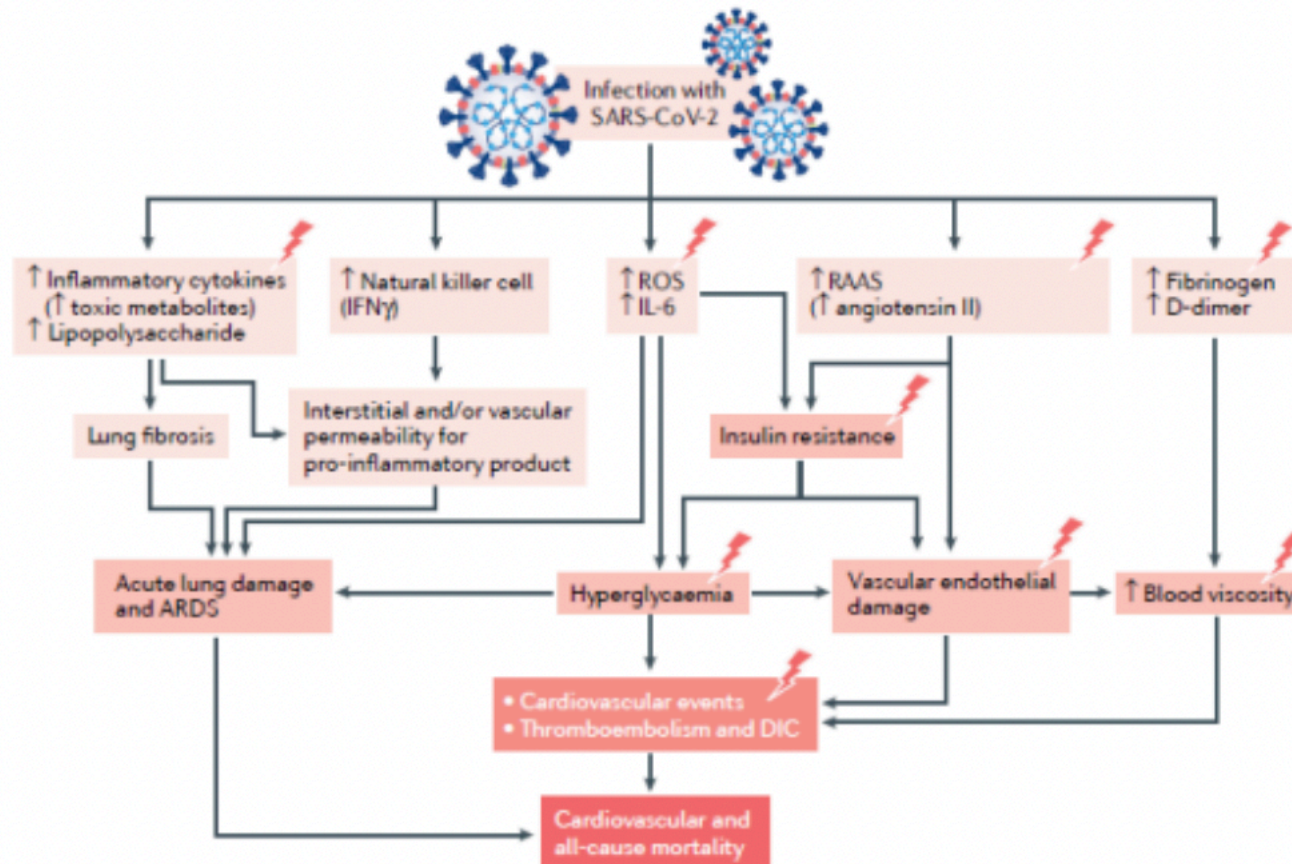 Infection with
SARS-CoV-2
↑ Inflammatory cytokines
(↑ toxic metabolites)
↑ Lipopolysaccharide
↑ Natural killer cell
(IFNγ)
↑ ROS
↑ IL-6
↑ RAAS
(↑ angiotensin II)
↑ Fibrinogen
↑ D-dimer
Lung fibrosis
Interstitial and/or vascular
permeability for
pro-inflammatory product
Insulin resistance
Acute lung damage
and ARDS
Hyperglycaemia
Vascular endothelial
damage
↑ Blood viscosity
• Cardiovascular events
• Thromboembolism and DIC
Cardiovascular and
all-cause mortality